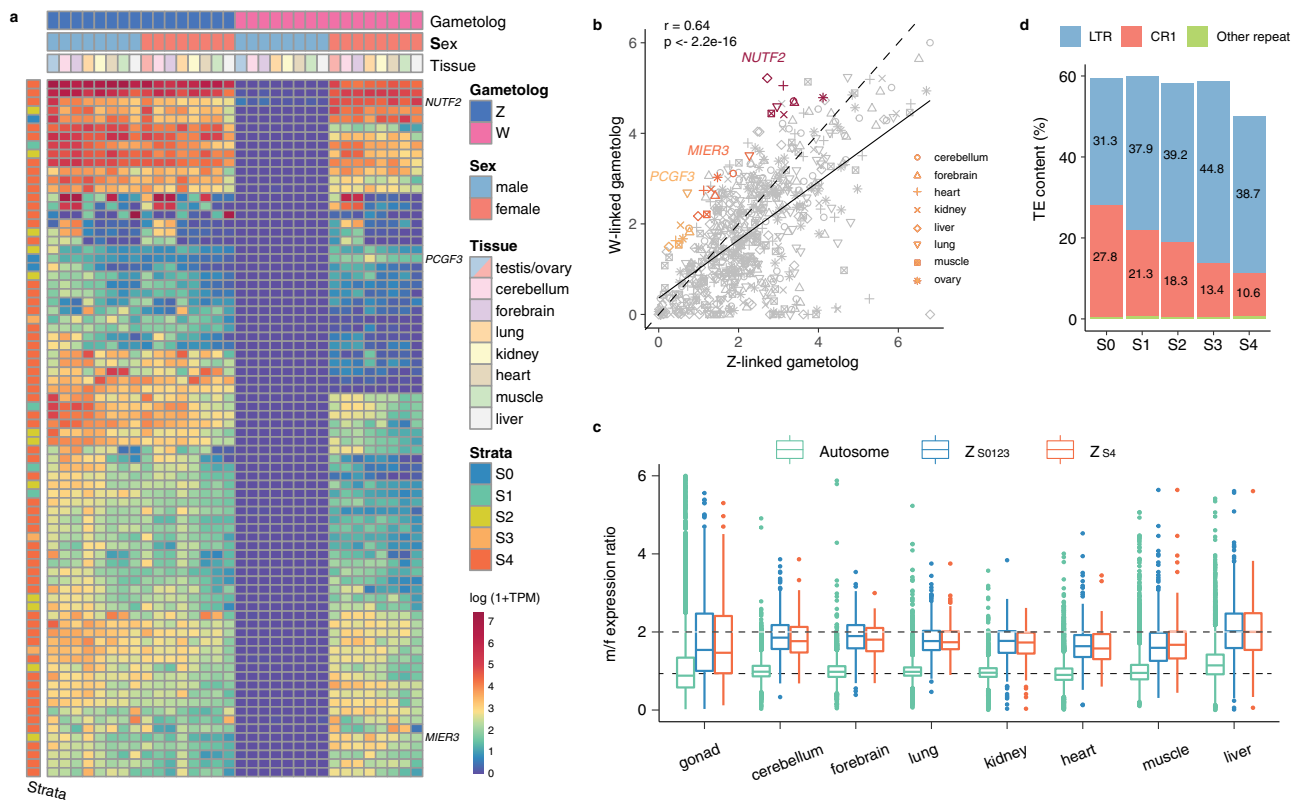 a
Gametolog
Sex
Tissue
NUTF2
PCGF3
MIER3
Strata
Gametolog
Z
W
Sex
male
female
Tissue
testis/ovary
cerebellum
forebrain
lung
kidney
heart
muscle
liver
Strata
S0
S1
S2
S3
S4
log (1+TPM)
7
6
5
4
3
2
1
0
b
r = 0.64
p <- 2.2e-16
NUTF2
MIER3
PCGF3
W-linked gametolog
6
4
2
0
0 2 4 6
Z-linked gametolog
cerebellum
forebrain
heart
kidney
liver
lung
muscle
ovary
d
LTR CR1 Other repeat
TE content (%)
60
40
20
0
31.3 37.9 39.2 44.8 38.7
27.8 21.3 18.3 13.4 10.6
S0 S1 S2 S3 S4
c
Autosome Z S0123 Z S4
m/f expression ratio
6
4
2
0
gonad cerebellum forebrain lung kidney heart muscle liver